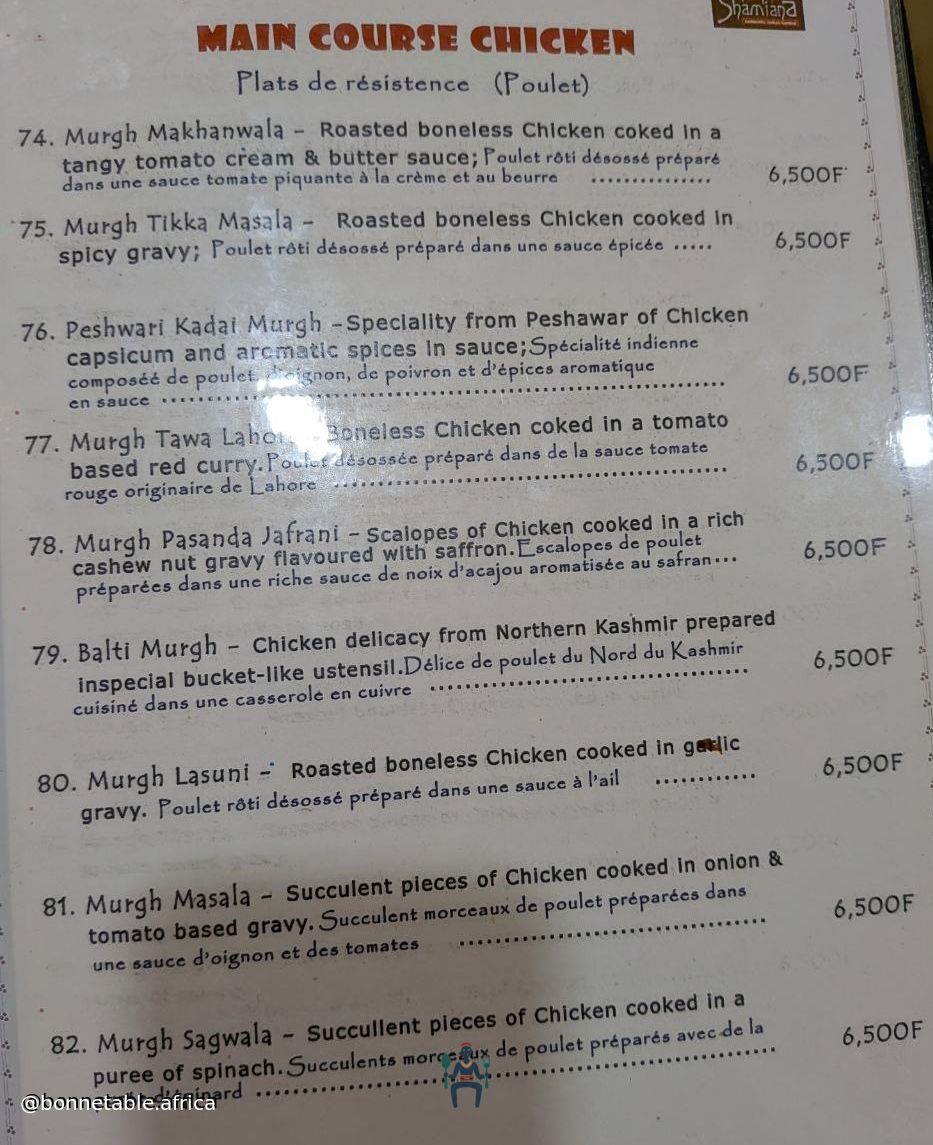 Shamiana
MAIN COURSE CHICKEN
Plats de résistence (Poulet)
74. Murgh Makhanwala - Roasted boneless Chicken coked in a
tangy tomato cream & butter sauce; Poulet rôti désossé préparé
dans une sauce tomate piquante à la crème et au beurre ............... 6,500F
75. Murgh Tikka Masala - Roasted boneless Chicken cooked in
spicy gravy; Poulet rôti désossé préparé dans une sauce épicée ..... 6,500F
76. Peshwari Kadai Murgh - Speciality from Peshawar of Chicken
capsicum and aromatic spices in sauce; Spécialité indienne
composéé de poulet, d'oignon, de poivron et d'épices aromatique
en sauce ........ 6,500F
77. Murgh Tawa Boneless Chicken coked in a tomato
based red curry. Poulet désossée préparé dans de la sauce tomate
rouge originaire de Lahore ........ 6,500F
78. Murgh Pasanda Jafrani - Scalopes of Chicken cooked in a rich
cashew nut gravy flavoured with saffron. Escalopes de poulet
préparées dans une riche sauce de noix d'acajou aromatisée au safran... 6,500F
79. Balti Murgh - Chicken delicacy from Northern Kashmir prepared
inspecial bucket-like ustensil. Délice de poulet du Nord du Kashmir
cuisiné dans une casserole en cuivre ........ 6,500F
80. Murgh Lasuni - Roasted boneless Chicken cooked in garlic
gravy. Poulet rôti désossé préparé dans une sauce à l'ail ............ 6,500F
81. Murgh Masala - Succulent pieces of Chicken cooked in onion &
tomato based gravy. Succulent morceaux de poulet préparées dans
une sauce d'oignon et des tomates ........ 6,500F
82. Murgh Sagwala - Succullent pieces of Chicken cooked in a
puree of spinach. Succulents morceaux de poulet préparés avec de la
d'épinard ........ 6,500F
@bonnetable.africa